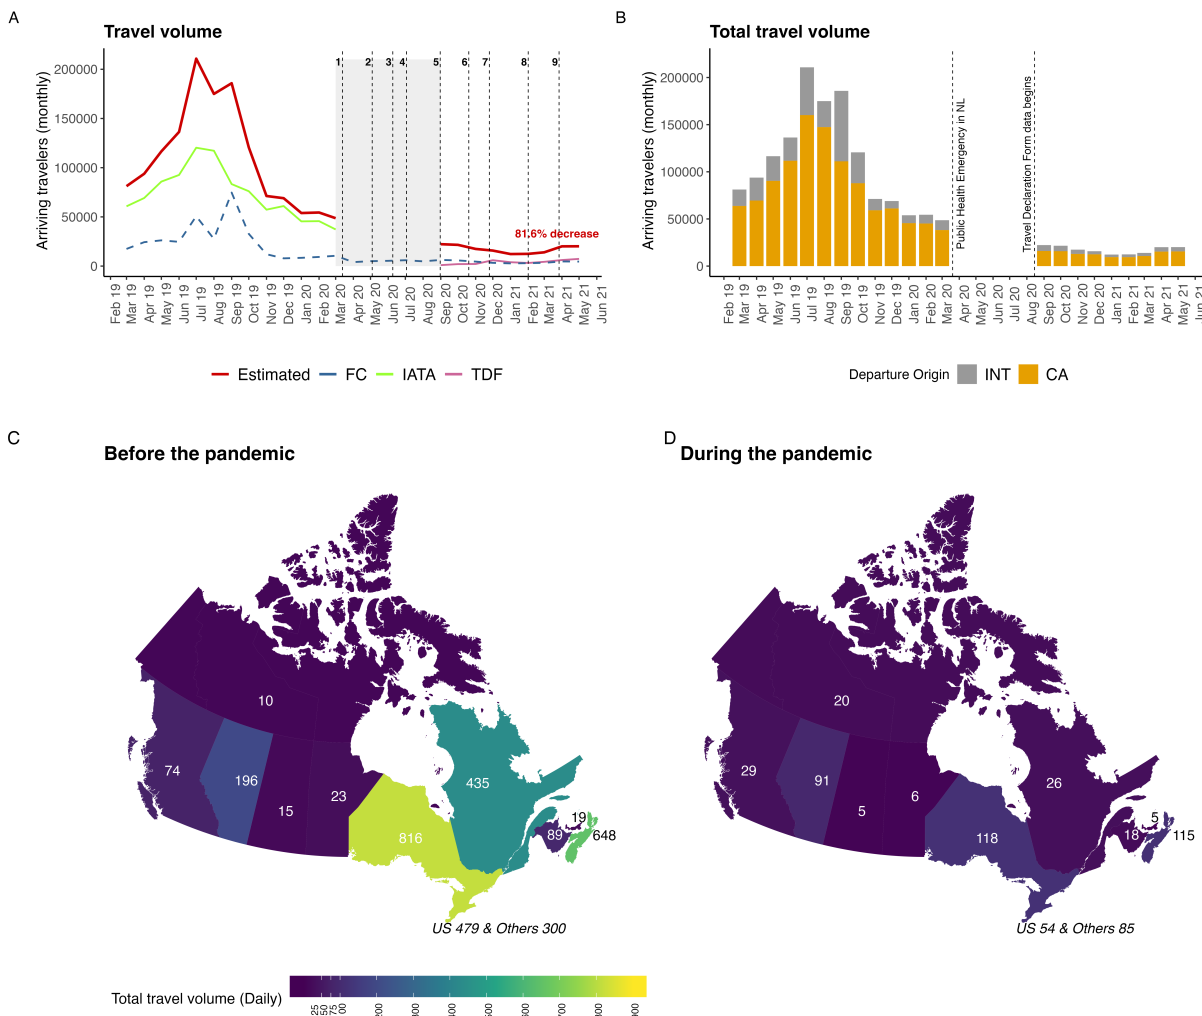 A
Travel volume
Arriving travelers (monthly)
200000
150000
100000
50000
0
1
2
3
4
5
6
7
8
9
81.6% decrease
Feb 19
Mar 19
Apr 19
May 19
Jun 19
Jul 19
Aug 19
Sep 19
Oct 19
Nov 19
Dec 19
Jan 20
Feb 20
Mar 20
Apr 20
May 20
Jun 20
Jul 20
Aug 20
Sep 20
Oct 20
Nov 20
Dec 20
Jan 21
Feb 21
Mar 21
Apr 21
May 21
Jun 21
Estimated FC IATA TDF
B
Total travel volume
Arriving travelers (monthly)
200000
150000
100000
50000
0
Public Health Emergency in NL
Travel Declaration Form data begins
Feb 19
Mar 19
Apr 19
May 19
Jun 19
Jul 19
Aug 19
Sep 19
Oct 19
Nov 19
Dec 19
Jan 20
Feb 20
Mar 20
Apr 20
May 20
Jun 20
Jul 20
Aug 20
Sep 20
Oct 20
Nov 20
Dec 20
Jan 21
Feb 21
Mar 21
Apr 21
May 21
Jun 21
Departure Origin INT CA
C
Before the pandemic
10
74
196
15
23
816
435
19
89
648
US 479 & Others 300
Total travel volume (Daily)
25
50
75
D
During the pandemic
20
29
91
5
6
118
26
5
18
115
US 54 & Others 85